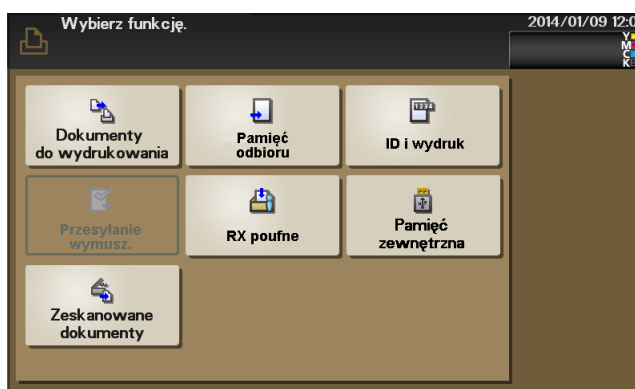 Wybierz funkcję.
2014/01/09 12:0
Y
M
C
K
Dokumenty
do wydrukowania
Pamięć
odbioru
1234
ID i wydruk
Przesyłanie
wymusz.
RX poufne
Pamięć
zewnętrzna
Zeskanowane
dokumenty